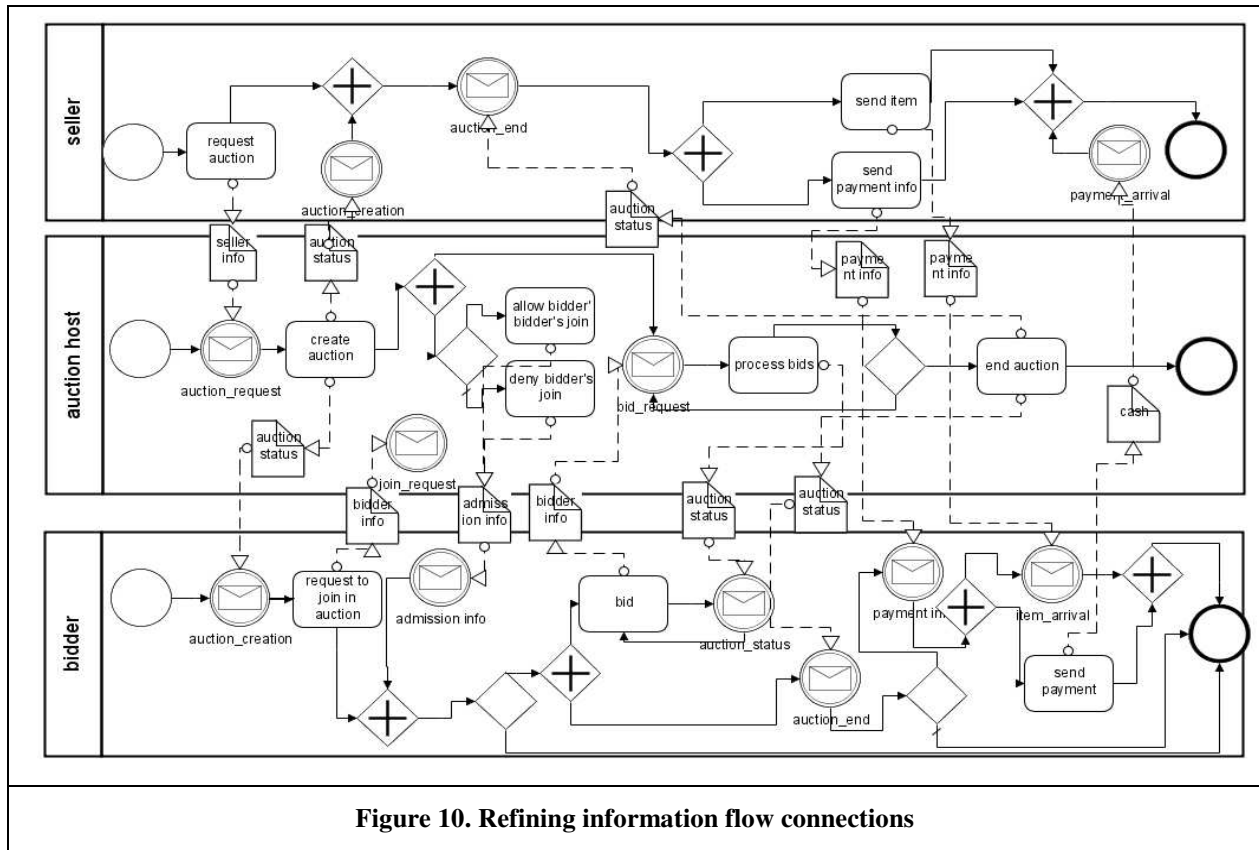 seller
request
auction
auction_creation
auction_end
send item
send
payment info
payment_arrival
seller
info
auction
status
auction
status
payme
nt info
payme
nt info
auction host
auction_request
create
auction
allow bidder'
bidder's join
deny bidder's
join
bid_request
process bids
end auction
cash
auction
status
join_request
bidder
info
admiss
ion info
bidder
info
auction
status
auction
status
bidder
auction_creation
request to
join in
auction
admission info
bid
auction_status
auction_end
payment in
item_arrival
send
payment
Figure 10. Refining information flow connections